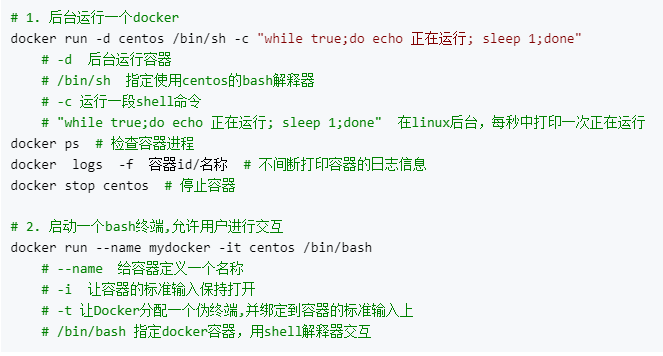 # 1. 后台运行一个docker
docker run -d centos /bin/sh -c "while true;do echo 正在运行; sleep 1;done"
# -d  后台运行容器
# /bin/sh  指定使用centos的bash解释器
# -c 运行一段shell命令
# "while true;do echo 正在运行; sleep 1;done"  在linux后台，每秒中打印一次正在运行
docker ps  # 检查容器进程
docker  logs  -f  容器id/名称  # 不间断打印容器的日志信息
docker stop centos  # 停止容器
# 2. 启动一个bash终端,允许用户进行交互
docker run --name mydocker -it centos /bin/bash
# --name  给容器定义一个名称
# -i  让容器的标准输入保持打开
# -t 让Docker分配一个伪终端,并绑定到容器的标准输入上
# /bin/bash 指定docker容器，用shell解释器交互